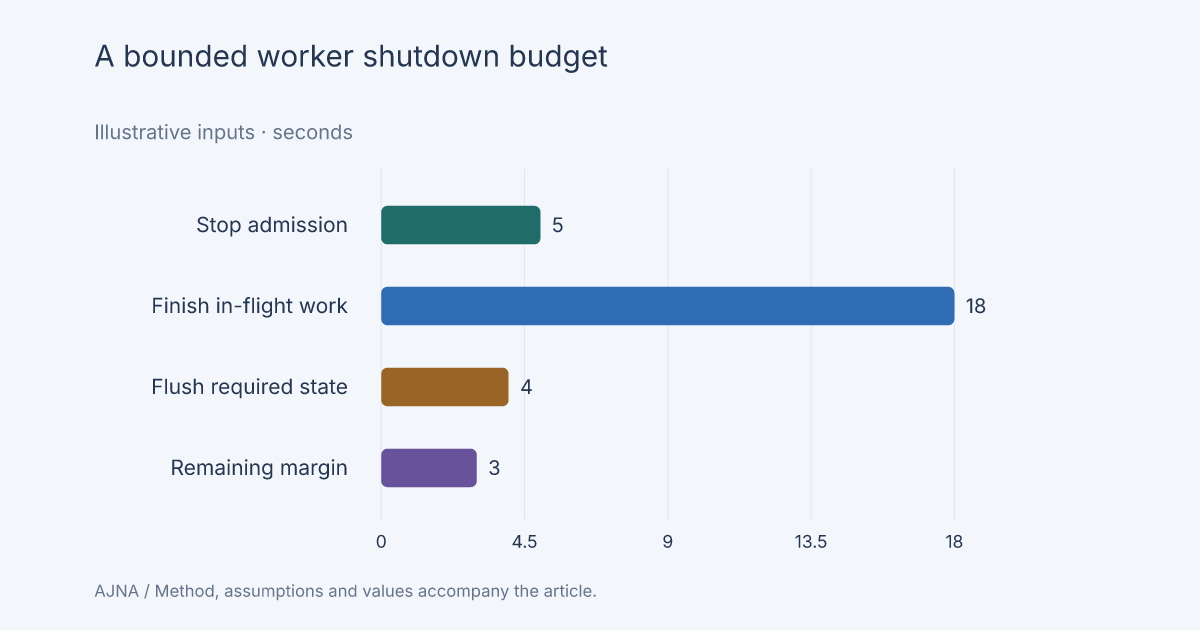 A bounded worker shutdown budget
Illustrative inputs · seconds
Stop admission 5
Finish in-flight work 18
Flush required state 4
Remaining margin 3
0 4.5 9 13.5 18
AJNA / Method, assumptions and values accompany the article.